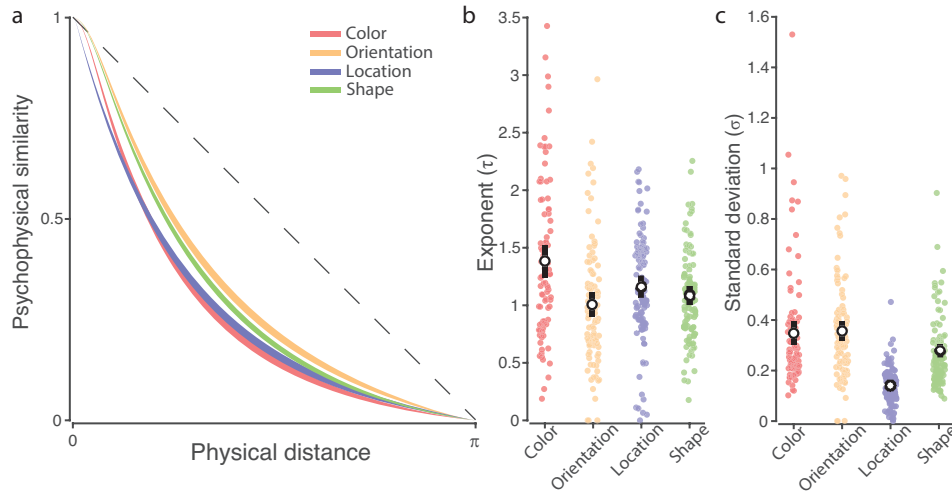 a
1
0.5
0
Psychophysical similarity
Color
Orientation
Location
Shape
0
π
Physical distance
b
3.5
3
2.5
2
1.5
1
0.5
0
Exponent (τ)
Color
Orientation
Location
Shape
c
1.6
1.4
1.2
1
0.8
0.6
0.4
0.2
0
Standard deviation (σ)
Color
Orientation
Location
Shape